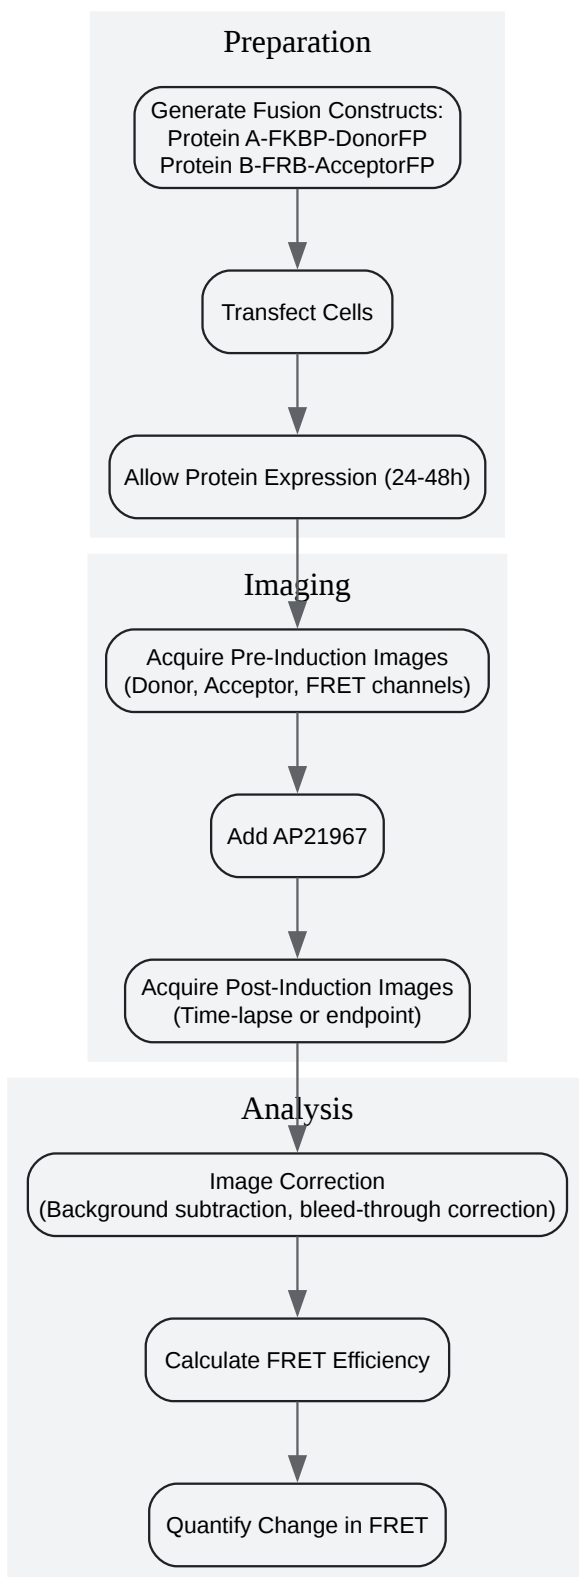 Preparation
Generate Fusion Constructs:
Protein A-FKBP-DonorFP
Protein B-FRB-AcceptorFP
Transfect Cells
Allow Protein Expression (24-48h)
Imaging
Acquire Pre-Induction Images
(Donor, Acceptor, FRET channels)
Add AP21967
Acquire Post-Induction Images
(Time-lapse or endpoint)
Analysis
Image Correction
(Background subtraction, bleed-through correction)
Calculate FRET Efficiency
Quantify Change in FRET